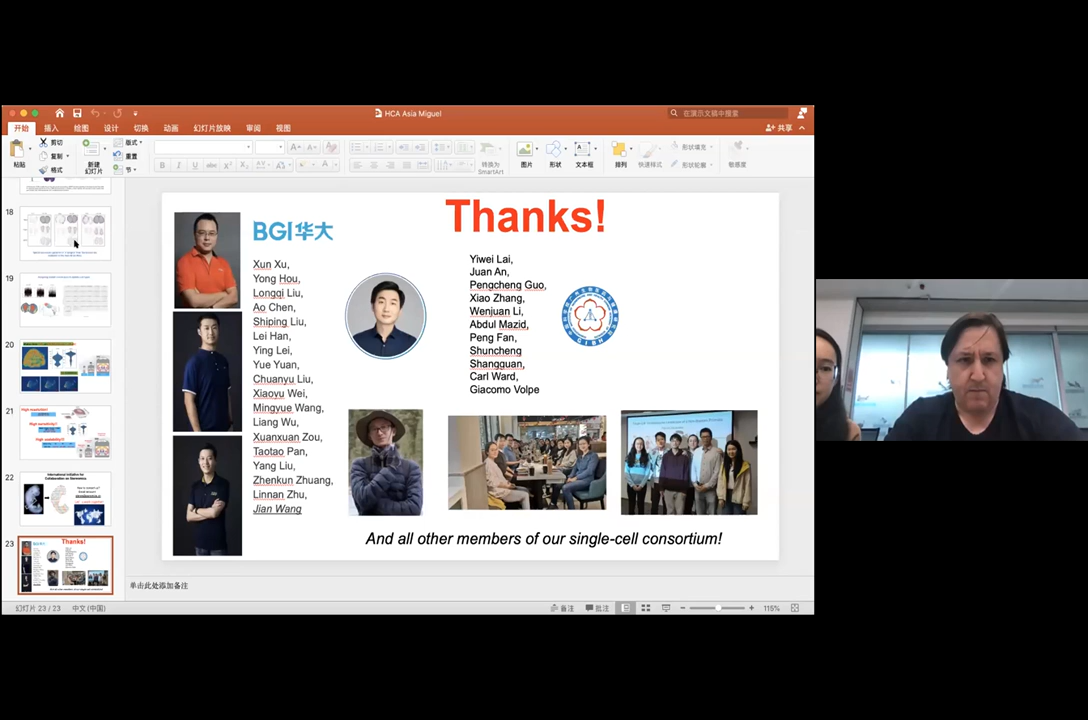 HCA Asia Miguel
在演示文稿中搜索
开始 插入 绘图 设计 切换 动画 幻灯片放映 审阅 视图
共享
粘贴
剪切
复制
格式
新建
幻灯片
版式
重置
节
转换为
SmartArt
图片
形状
文本框
排列
快速样式
形状填充
形状轮廓
敏感度
18
19
20
21
High sensitivity!!
High scalability!!
22
International Initiative for
23
Thanks!
BGI华大
Xun Xu,
Yong Hou,
Longqi Liu,
Ao Chen,
Shiping Liu,
Lei Han,
Ying Lei,
Yue Yuan,
Chuanyu Liu,
Xiaoyu Wei,
Mingyue Wang,
Liang Wu,
Xuanxuan Zou,
Taotao Pan,
Yang Liu,
Zhenkun Zhuang,
Linnan Zhu,
Jian Wang
Yiwei Lai,
Juan An,
Pengcheng Guo,
Xiao Zhang,
Wenjuan Li,
Abdul Mazid,
Peng Fan,
Shuncheng
Shangguan,
Carl Ward,
Giacomo Volpe
GIBH
And all other members of our single-cell consortium!
单击此处添加备注
幻灯片 23 / 23 中文 (中国)
备注 批注
115%